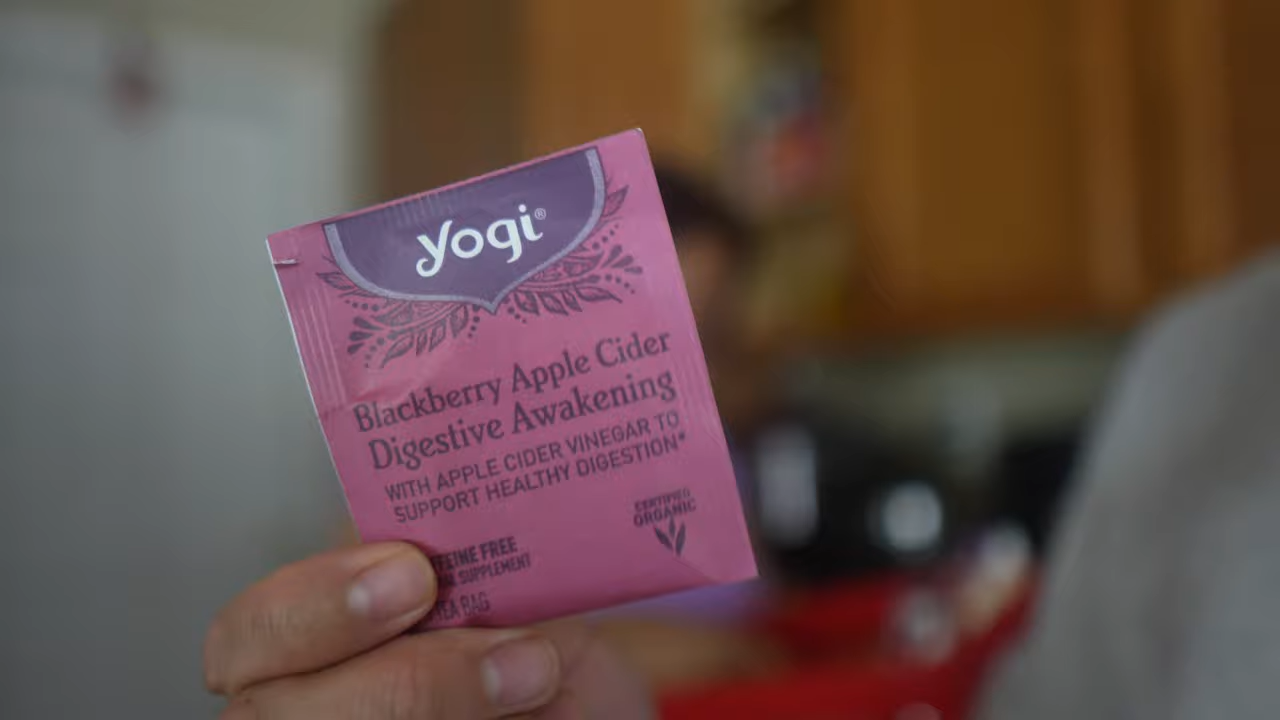 yogi®
Blackberry Apple Cider
Digestive Awakening
WITH APPLE CIDER VINEGAR TO
SUPPORT HEALTHY DIGESTION*
CERTIFIED
ORGANIC
FREE
SUPPLEMENT
TEA BAG